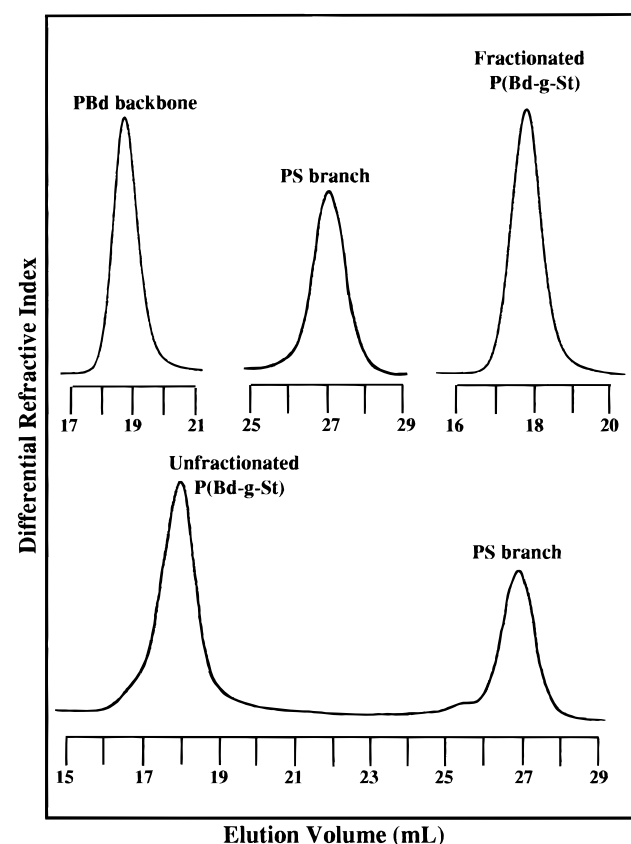 Fractionated
P(Bd-g-St)
PBd backbone
PS branch
17 19 21
25 27 29
16 18 20
Differential Refractive Index
Unfractionated
P(Bd-g-St)
PS branch
15 17 19 21 23 25 27 29
Elution Volume (mL)